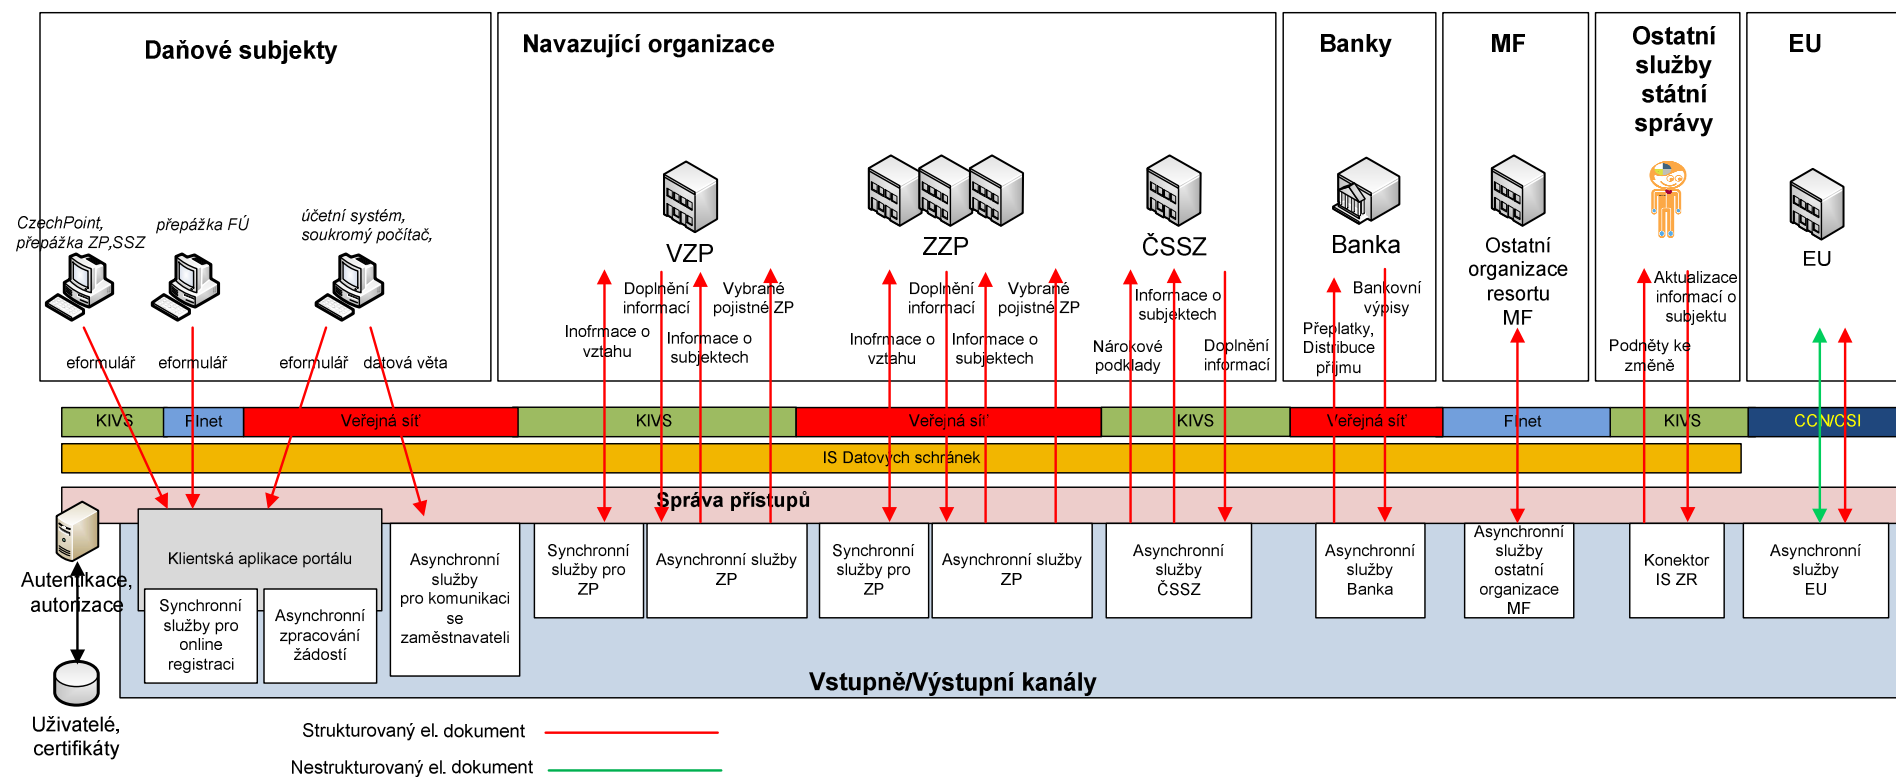 Daňové subjekty
Navazující organizace
Banky
MF
Ostatní
služby
státní
správy
EU
CzechPoint,
přepážka ZP,SSZ
přepážka FÚ
účetní systém,
soukromý počítač,
VZP
ZZP
ČSSZ
Banka
Ostatní
organizace
resortu
MF
EU
eformulář
eformulář
eformulář
datová věta
Inofrmace o
vztahu
Doplnění
informací
Informace o
subjektech
Vybrané
pojistné ZP
Inofrmace o
vztahu
Doplnění
informací
Informace o
subjektech
Vybrané
pojistné ZP
Nárokové
podklady
Informace o
subjektech
Doplnění
informací
Přeplatky,
Distribuce
příjmu
Bankovní
výpisy
Podněty ke
změně
Aktualizace
informací o
subjektu
KIVS
FInet
Veřejná síť
KIVS
Veřejná síť
KIVS
Veřejná síť
FInet
KIVS
CCN/CSI
IS Datových schránek
Správa přístupů
Autentikace,
autorizace
Klientská aplikace portálu
Synchronní
služby pro
online
registraci
Asynchronní
zpracování
žádostí
Asynchronní
služby
pro komunikaci
se
zaměstnavateli
Synchronní
služby pro
ZP
Asynchronní služby
ZP
Synchronní
služby pro
ZP
Asynchronní služby
ZP
Asynchronní
služby
ČSSZ
Asynchronní
služby
Banka
Asynchronní
služby
ostatní
organizace
MF
Konektor
IS ZR
Asynchronní
služby
EU
Vstupně/Výstupní kanály
Uživatelé,
certifikáty
Strukturovaný el. dokument
Nestrukturovaný el. dokument